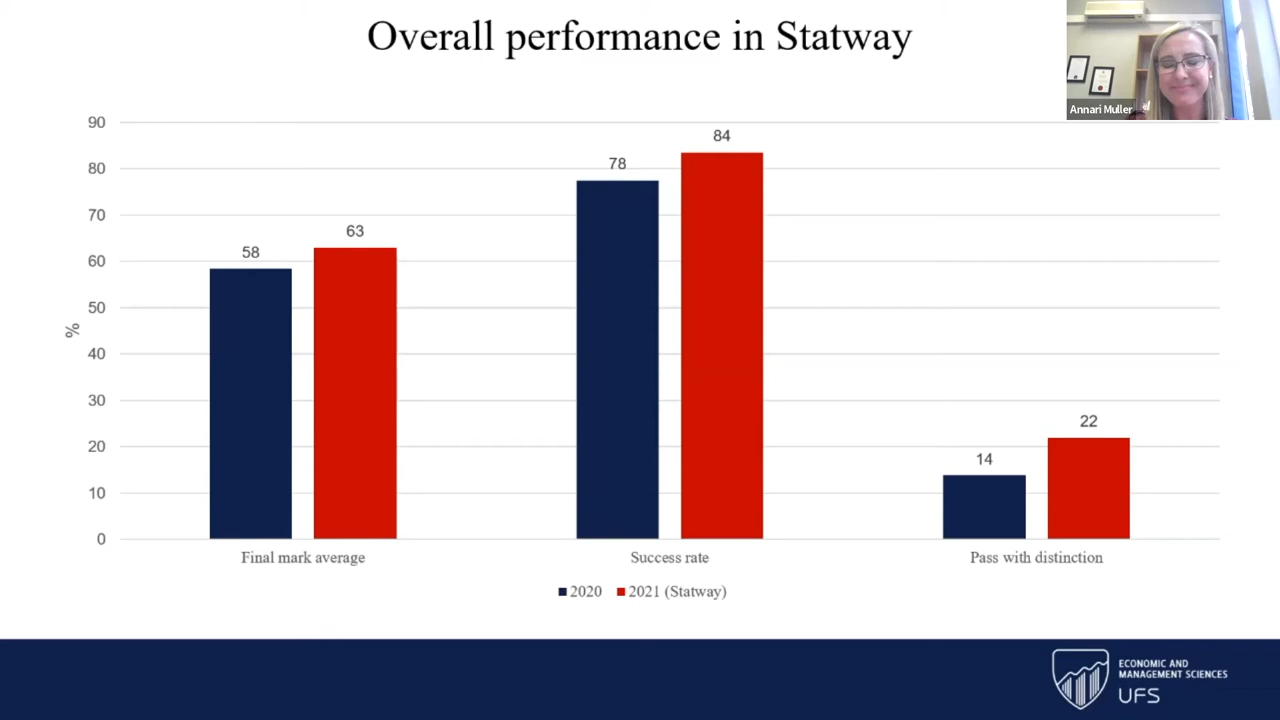 Overall performance in Statway
Annari Muller
90
80
70
60
50
40
30
20
10
0
%
58
63
78
84
14
22
Final mark average
Success rate
Pass with distinction
2020
2021 (Statway)
ECONOMIC AND
MANAGEMENT SCIENCES
UFS